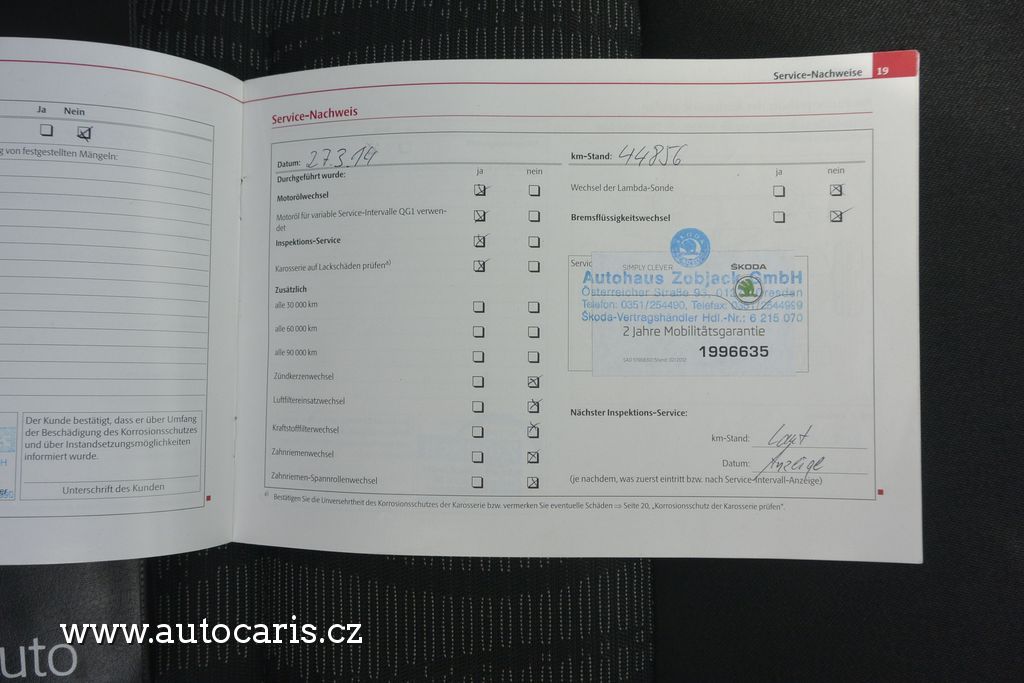 Ja Nein
von festgestellten Mängeln:
Der Kunde bestätigt, dass er über Umfang
der Beschädigung des Korrosionsschutzes
und über Instandsetzungsmöglichkeiten
informiert wurde.
Unterschrift des Kunden
Service-Nachweise 19
Service-Nachweis
Datum: 27.3.14
km-Stand: 44856
Durchgeführt wurde:
ja nein
Motorölwechsel
Motoröl für variable Service-Intervalle QG1 verwen-
det
Inspektions-Service
Karosserie auf Lackschäden prüfen a)
Zusätzlich
alle 30 000 km
alle 60 000 km
alle 90 000 km
Zündkerzenwechsel
Luftfiltereinsatzwechsel
Kraftstofffilterwechsel
Zahnriemenwechsel
Zahnriemen-Spannrollenwechsel
ja nein
Wechsel der Lambda-Sonde
Bremsflüssigkeitswechsel
SIMPLY CLEVER
ŠKODA
Autohaus Zobjack GmbH
Österreicher Straße 93, Dresden
Telefon: 0351/254490, Telefax: 0351/2544999
Škoda-Vertragshändler Hdl.-Nr.: 6 215 070
2 Jahre Mobilitätsgarantie
1996635
Nächster Inspektions-Service:
km-Stand: Laut
Datum: Anzeige
(je nachdem, was zuerst eintritt bzw. nach Service-Intervall-Anzeige)
a) Bestätigen Sie die Unversehrtheit des Korrosionsschutzes der Karosserie bzw. vermerken Sie eventuelle Schäden ⇒ Seite 20, „Korrosionsschutz der Karosserie prüfen“.
www.autocaris.cz
uto